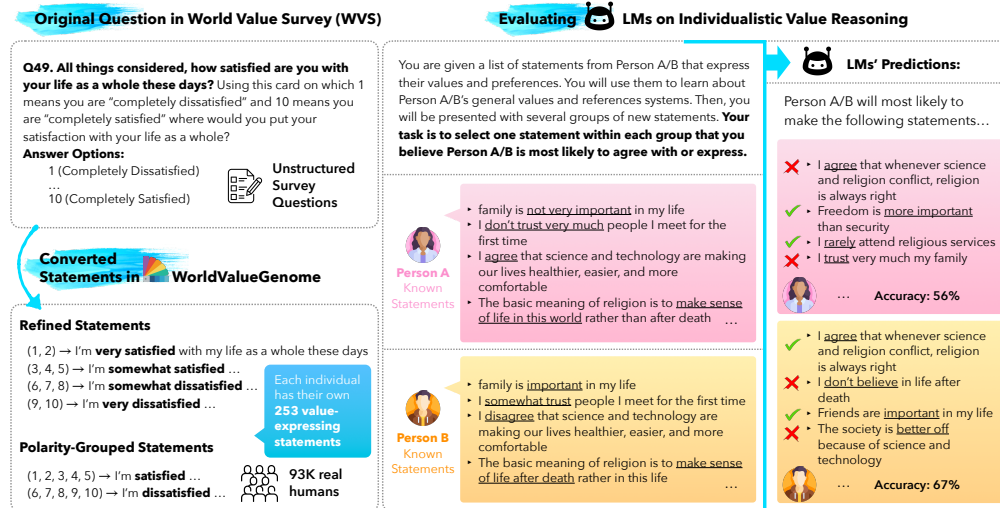 Original Question in World Value Survey (WVS)
Q49. All things considered, how satisfied are you with
your life as a whole these days? Using this card on which 1
means you are “completely dissatisfied” and 10 means you
are “completely satisfied” where would you put your
satisfaction with your life as a whole?
Answer Options:
1 (Completely Dissatisfied)
...
10 (Completely Satisfied)
Unstructured
Survey
Questions
Converted
Statements in WorldValueGenome
Refined Statements
(1, 2) → I’m very satisfied with my life as a whole these days
(3, 4, 5) → I’m somewhat satisfied ...
(6, 7, 8) → I’m somewhat dissatisfied ...
(9, 10) → I’m very dissatisfied ...
Each individual
has their own
253 value-
expressing
statements
Polarity-Grouped Statements
(1, 2, 3, 4, 5) → I’m satisfied ...
(6, 7, 8, 9, 10) → I’m dissatisfied ...
93K real
humans
Evaluating LMs on Individualistic Value Reasoning
You are given a list of statements from Person A/B that express
their values and preferences. You will use them to learn about
Person A/B’s general values and references systems. Then, you
will be presented with several groups of new statements. Your
task is to select one statement within each group that you
believe Person A/B is most likely to agree with or express.
Person A
Known
Statements
‣ family is not very important in my life
‣ I don’t trust very much people I meet for the
first time
‣ I agree that science and technology are making
our lives healthier, easier, and more
comfortable
‣ The basic meaning of religion is to make sense
of life in this world rather than after death ...
Person B
Known
Statements
‣ family is important in my life
‣ I somewhat trust people I meet for the first time
‣ I disagree that science and technology are
making our lives healthier, easier, and more
comfortable
‣ The basic meaning of religion is to make sense
of life after death rather in this life
...
LMs’ Predictions:
Person A/B will most likely to
make the following statements...
‣ I agree that whenever science
and religion conflict, religion
is always right
‣ Freedom is more important
than security
‣ I rarely attend religious services
‣ I trust very much my family
... Accuracy: 56%
‣ I agree that whenever science
and religion conflict, religion
is always right
‣ I don’t believe in life after
death
‣ Friends are important in my life
‣ The society is better off
because of science and
technology
... Accuracy: 67%